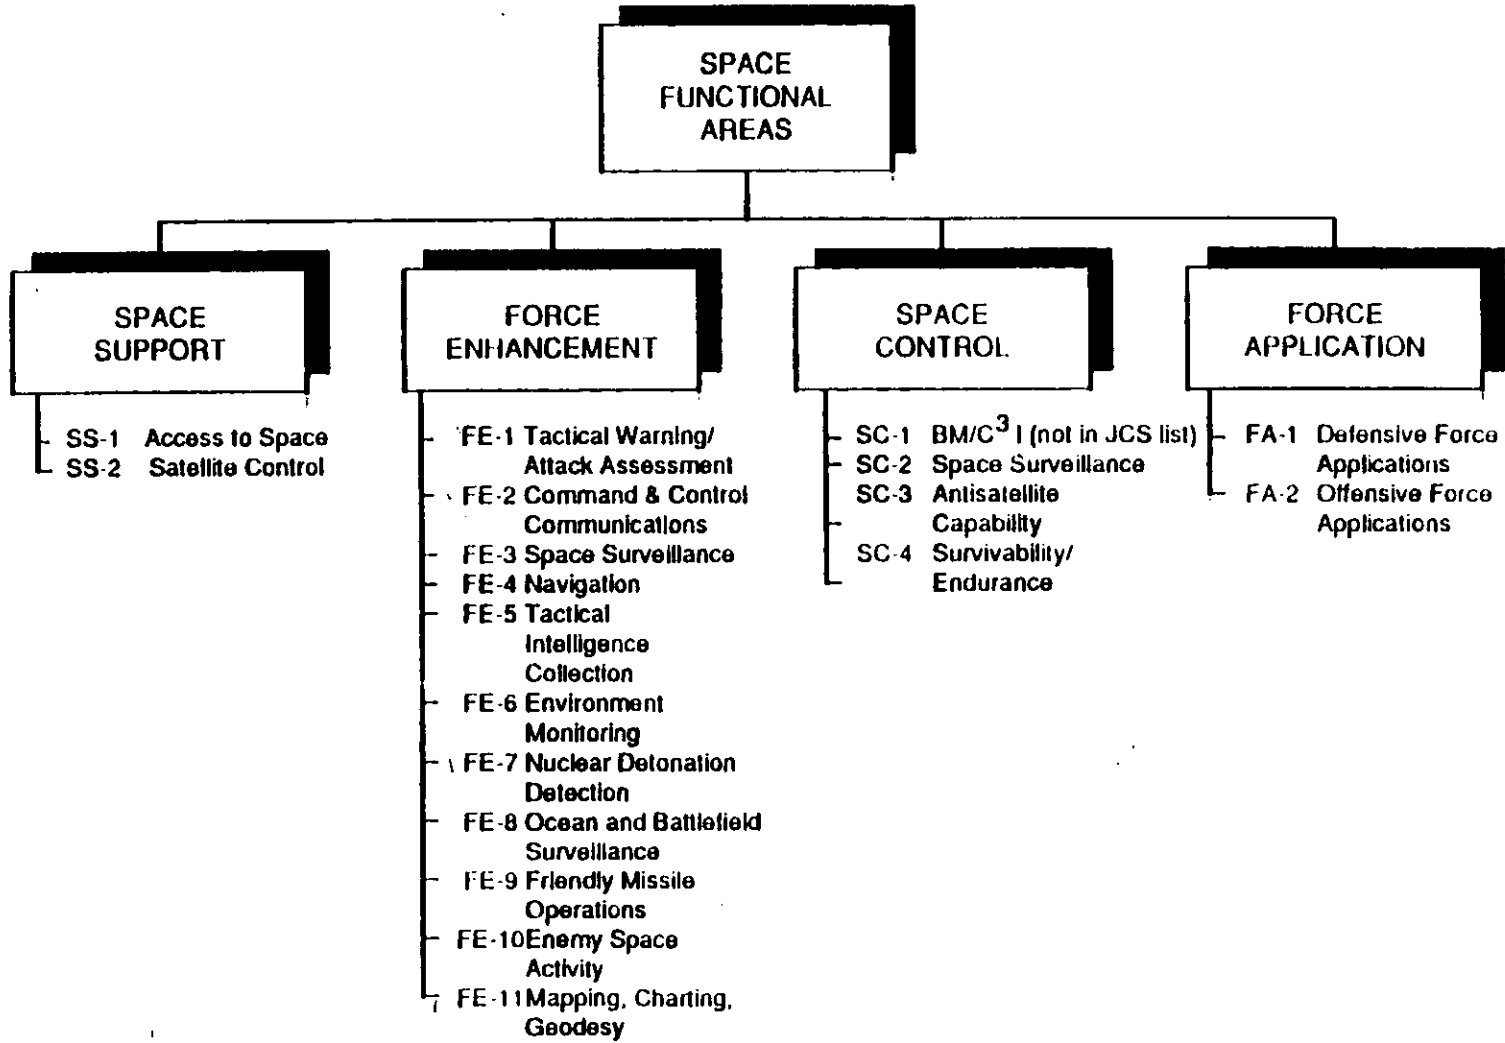 SPACE
FUNCTIONAL
AREAS
SPACE
SUPPORT
SS-1 Access to Space
SS-2 Satellite Control
FORCE
ENHANCEMENT
FE-1 Tactical Warning/
Attack Assessment
FE-2 Command & Control
Communications
FE-3 Space Surveillance
FE-4 Navigation
FE-5 Tactical
Intelligence
Collection
FE-6 Environment
Monitoring
FE-7 Nuclear Detonation
Detection
FE-8 Ocean and Battlefield
Surveillance
FE-9 Friendly Missile
Operations
FE-10 Enemy Space
Activity
FE-11 Mapping, Charting,
Geodesy
SPACE
CONTROL
SC-1 BM/C³ I (not in JCS list)
SC-2 Space Surveillance
SC-3 Antisatellite
Capability
SC-4 Survivability/
Endurance
FORCE
APPLICATION
FA-1 Defensive Force
Applications
FA-2 Offensive Force
Applications